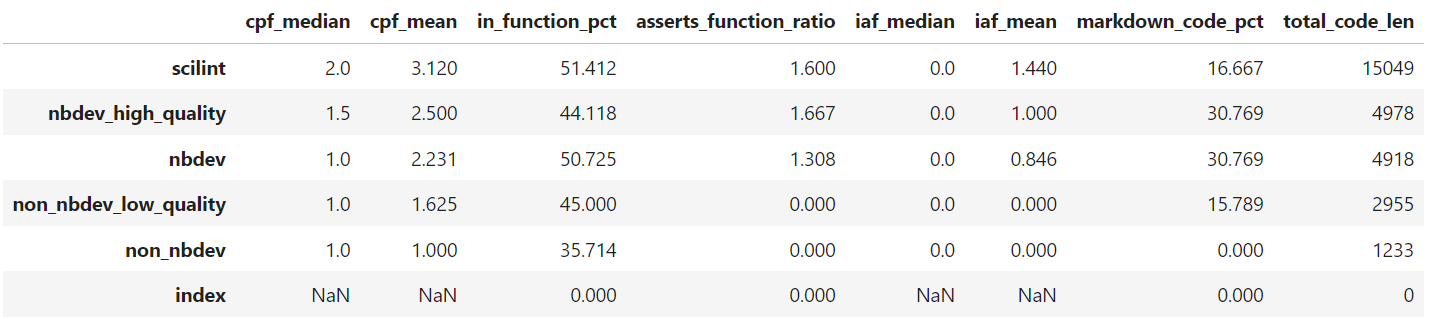 cpf_median cpf_mean in_function_pct asserts_function_ratio iaf_median iaf_mean markdown_code_pct total_code_len
scilint 2.0 3.120 51.412 1.600 0.0 1.440 16.667 15049
nbdev_high_quality 1.5 2.500 44.118 1.667 0.0 1.000 30.769 4978
nbdev 1.0 2.231 50.725 1.308 0.0 0.846 30.769 4918
non_nbdev_low_quality 1.0 1.625 45.000 0.000 0.0 0.000 15.789 2955
non_nbdev 1.0 1.000 35.714 0.000 0.0 0.000 0.000 1233
index NaN NaN 0.000 0.000 NaN NaN 0.000 0